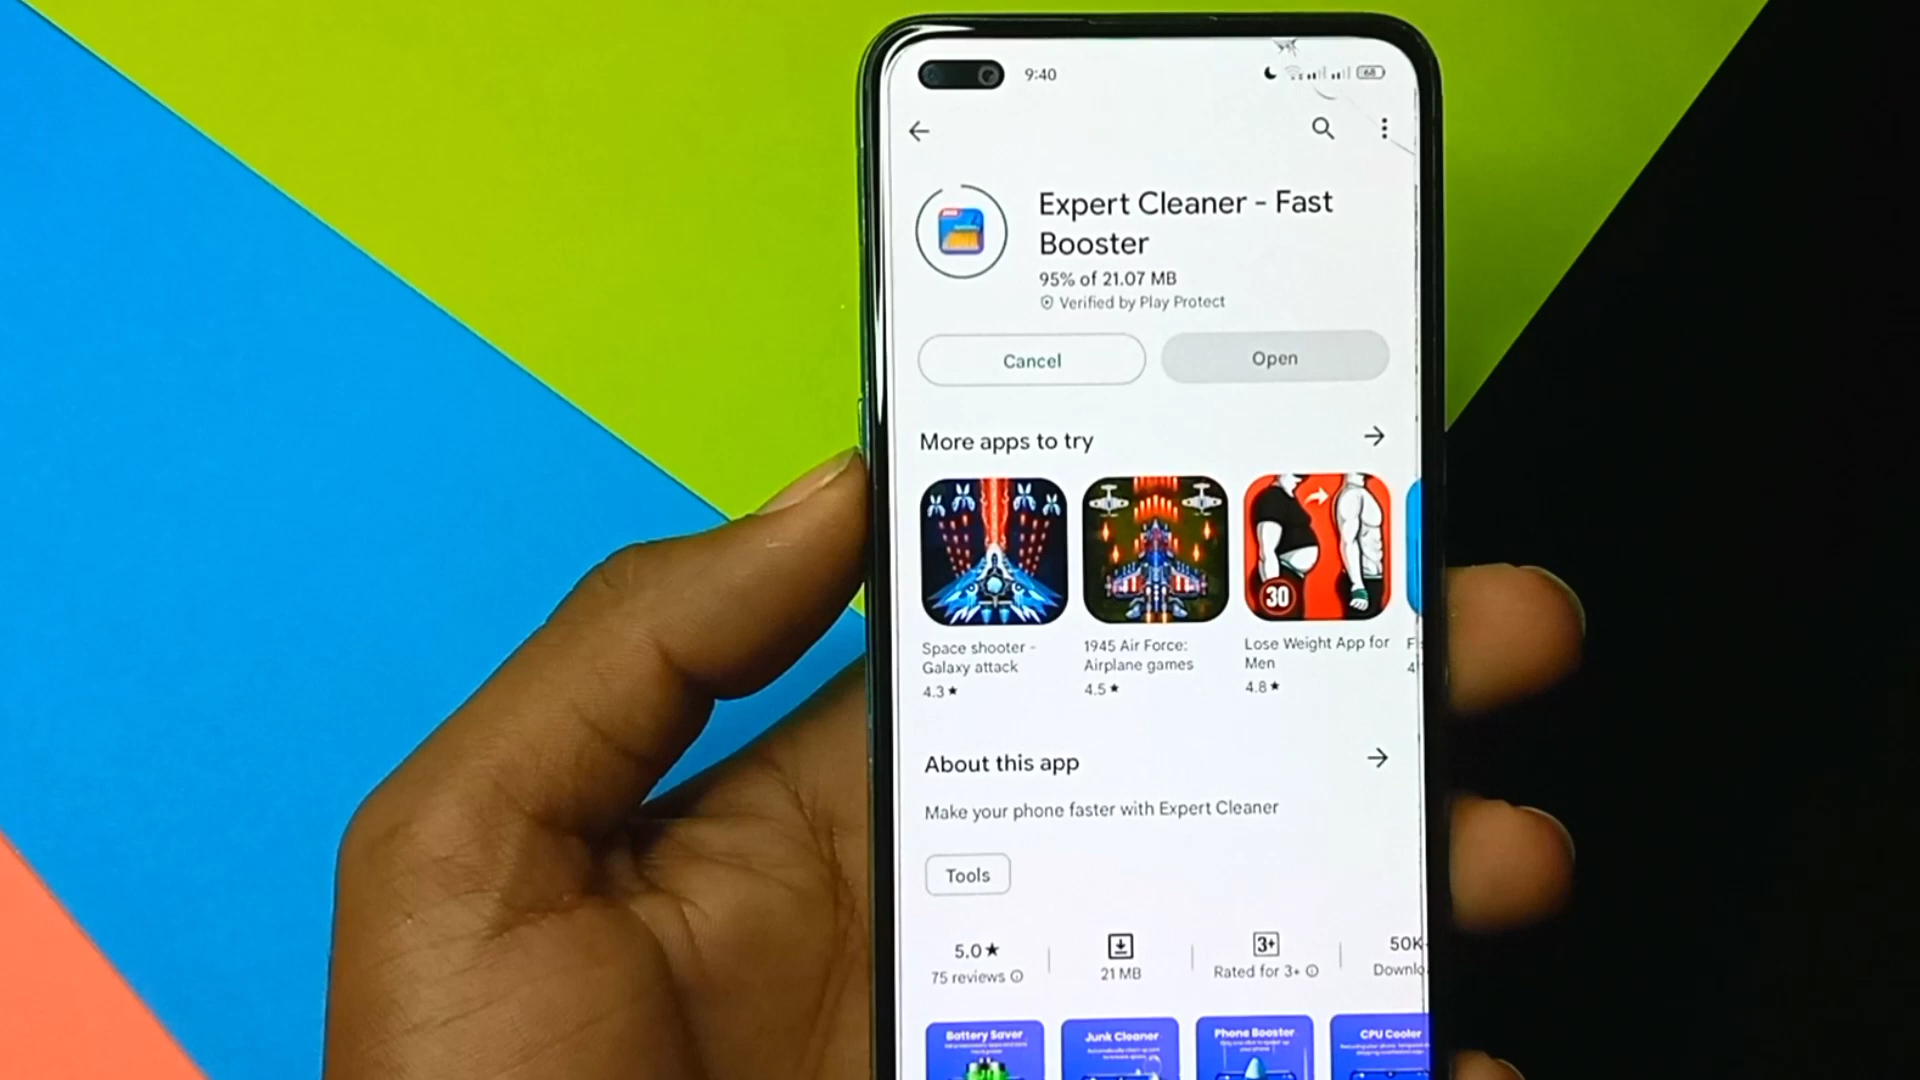 9:40
68
Expert Cleaner - Fast
Booster
95% of 21.07 MB
Verified by Play Protect
Cancel
Open
More apps to try
30
Space shooter -
Galaxy attack
4.3★
1945 Air Force:
Airplane games
4.5★
Lose Weight App for
Men
4.8★
F
4
About this app
Make your phone faster with Expert Cleaner
Tools
5.0★
75 reviews
21 MB
3+
Rated for 3+
50K
Downlo
Battery Saver
Junk Cleaner
Phone Booster
CPU Cooler